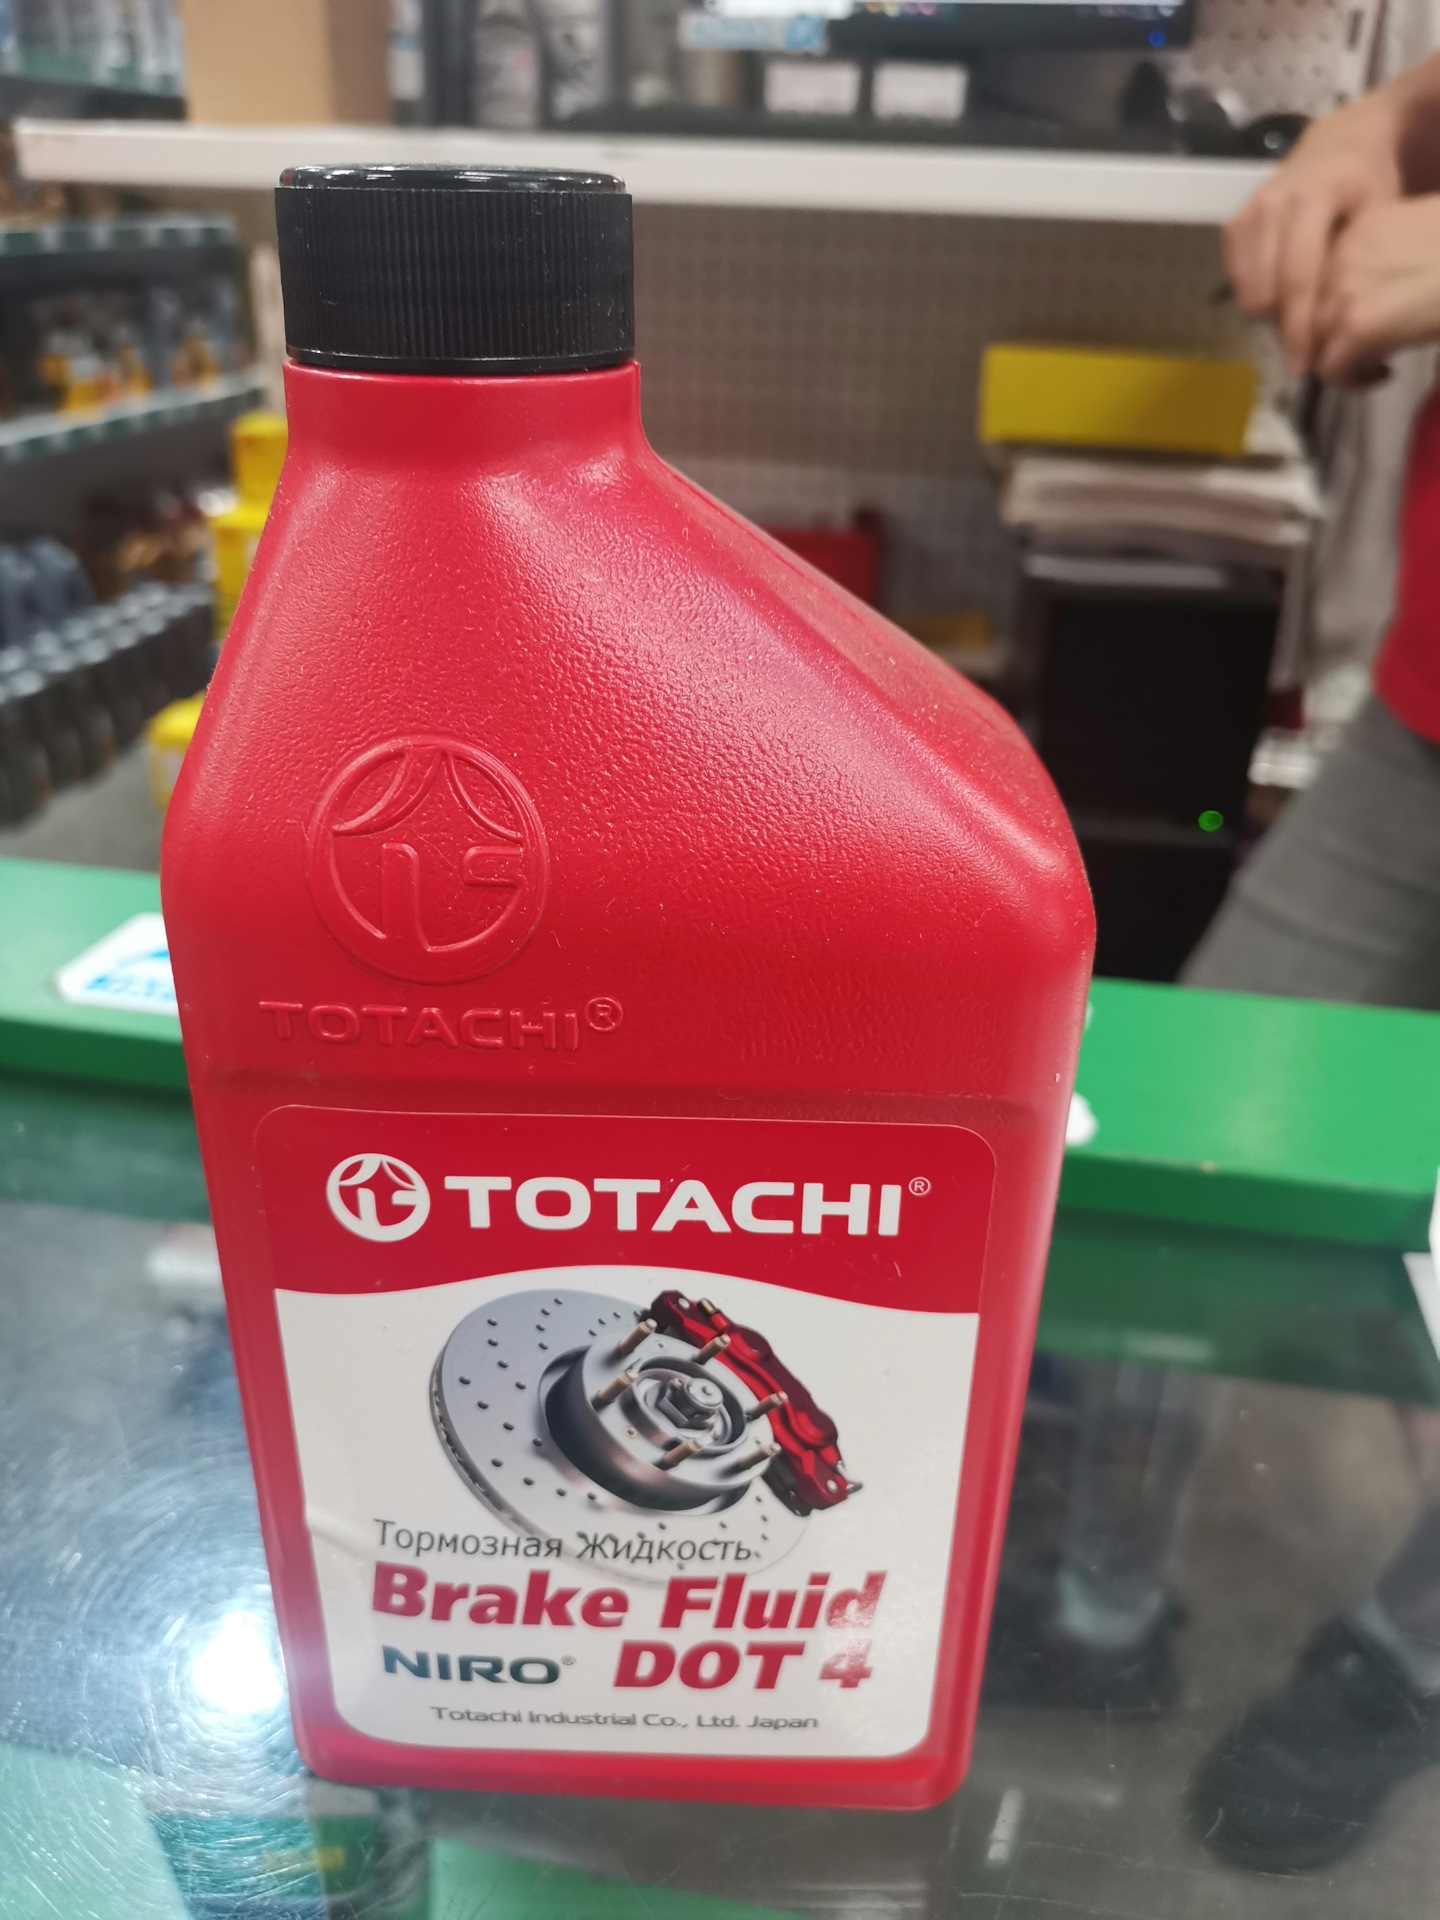 TOTACHI®
TOTACHI®
Тормозная Жидкость
Brake Fluid
NIRO® DOT 4
Totachi Industrial Co., Ltd. Japan